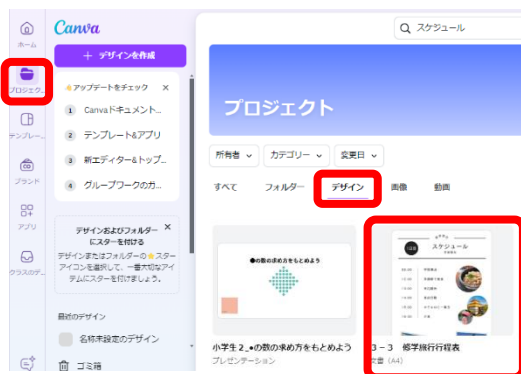 Canva
スケジュール
ホーム
+ デザインを作成
プロジェク...
アップデートをチェック ×
1 Canvaドキュメント...
2 テンプレート&アプリ
3 新エディター&トップ...
4 グループワークのガ...
テンプレー...
ブランド
アプリ
クラスのデ...
デザインおよびフォルダー ×
にスターを付ける
デザインまたはフォルダーの⭐スター
アイコンを選択して、一番大切なアイ
テムにスターを付けましょう。
最近のデザイン
名称未設定のデザイン
ゴミ箱
プロジェクト
所有者 カテゴリー 変更日
すべて フォルダー デザイン 画像 動画
●の数の求め方をもとめよう
スケジュール
小学生2_●の数の求め方をもとめよう
プレゼンテーション
3-3 修学旅行行程表
文書 (A4)